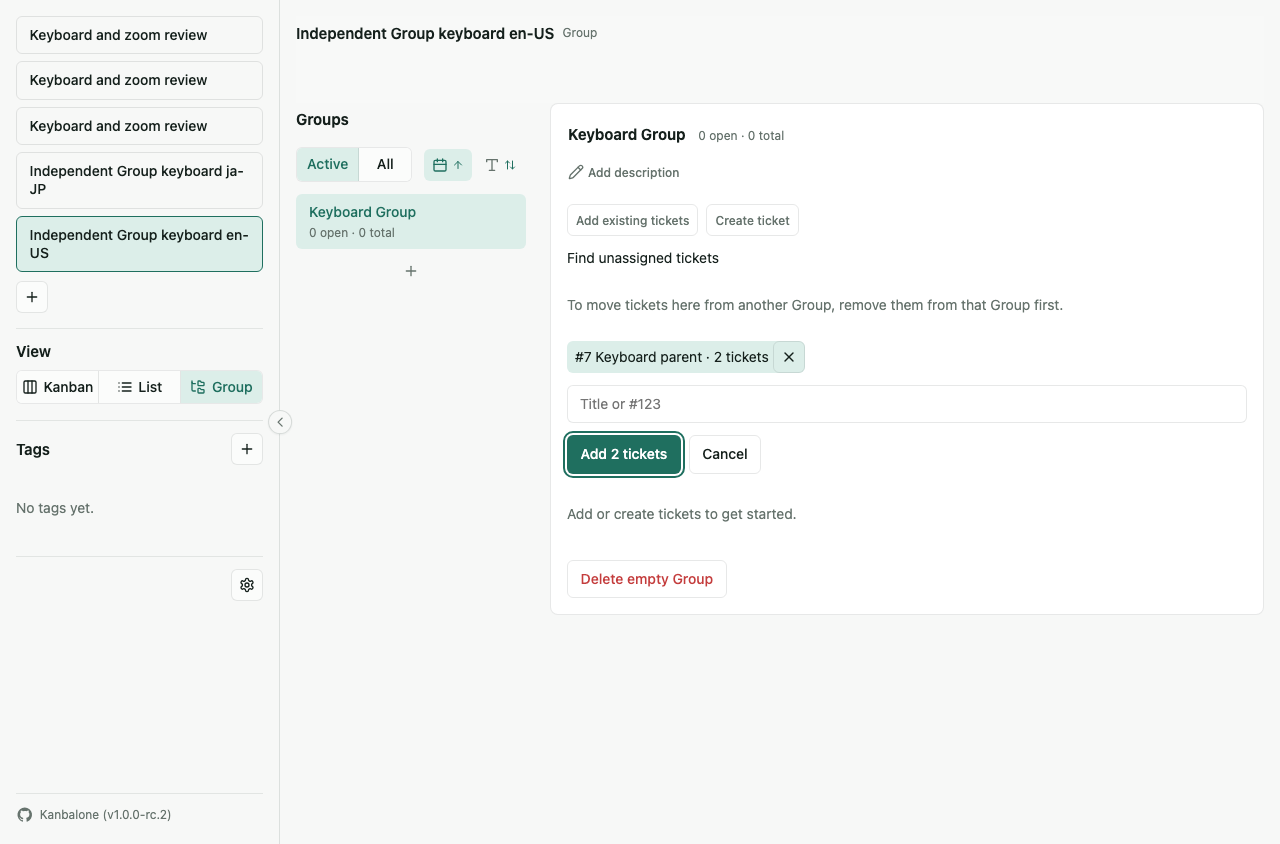 Keyboard and zoom review
Keyboard and zoom review
Keyboard and zoom review
Independent Group keyboard ja-
JP
Independent Group keyboard en-
US
View
Kanban
List
Group
Tags
No tags yet.
Kanbalone (v1.0.0-rc.2)
Independent Group keyboard en-US Group
Groups
Active
All
Keyboard Group
0 open · 0 total
Keyboard Group 0 open · 0 total
Add description
Add existing tickets
Create ticket
Find unassigned tickets
To move tickets here from another Group, remove them from that Group first.
#7 Keyboard parent · 2 tickets
Title or #123
Add 2 tickets
Cancel
Add or create tickets to get started.
Delete empty Group